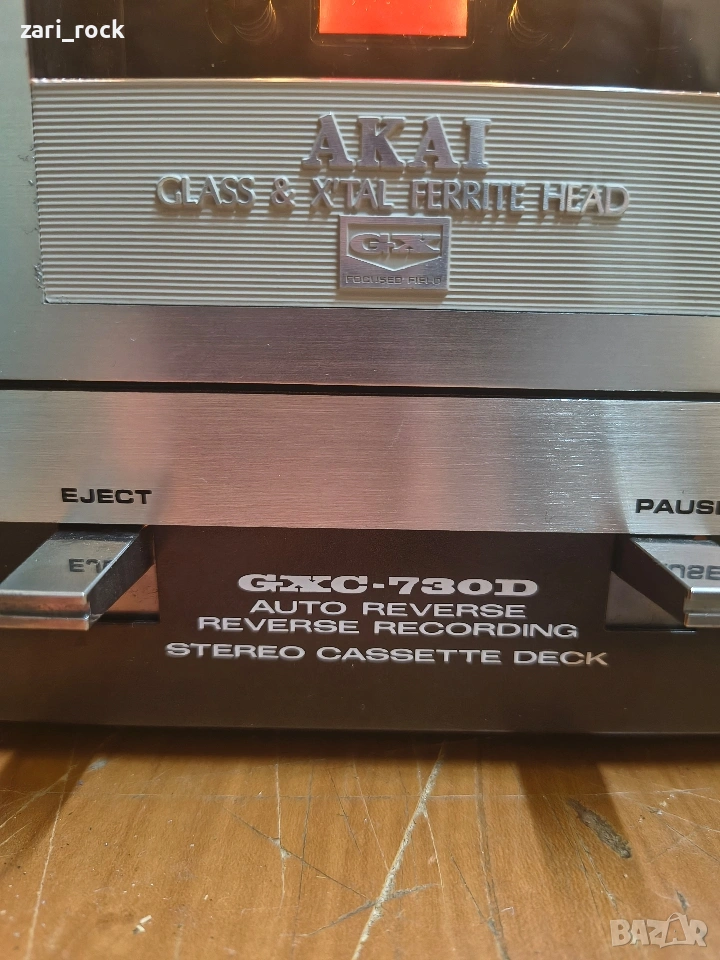 zari_rock
AKAI
GLASS & X'TAL FERRITE HEAD
GX
FOCUSED FIELD
EJECT
PAUSE
GXC-730D
AUTO REVERSE
REVERSE RECORDING
STEREO CASSETTE DECK
BAZAR